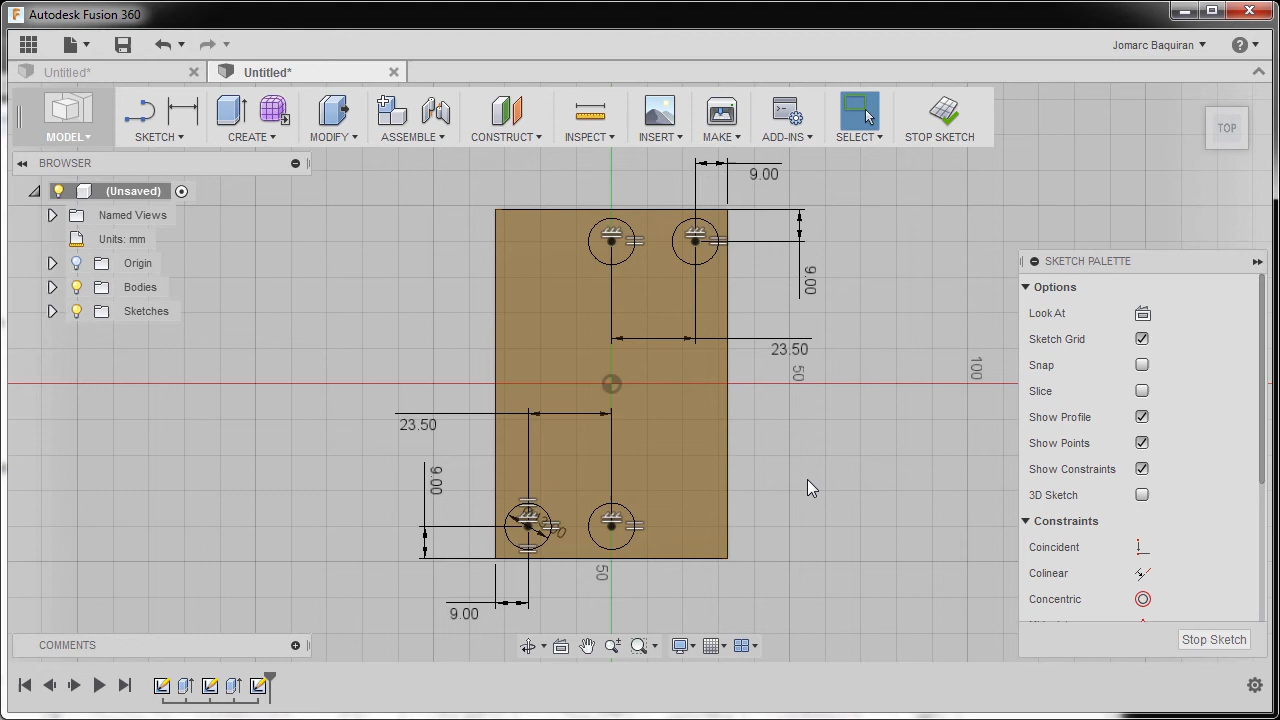 Autodesk Fusion 360
Jomarc Baquiran
Untitled*
Untitled*
MODEL
SKETCH
CREATE
MODIFY
ASSEMBLE
CONSTRUCT
INSPECT
INSERT
MAKE
ADD-INS
SELECT
STOP SKETCH
TOP
BROWSER
(Unsaved)
Named Views
Units: mm
Origin
Bodies
Sketches
9.00
9.00
23.50
50
100
23.50
9.00
9.00
50
SKETCH PALETTE
Options
Look At
Sketch Grid
Snap
Slice
Show Profile
Show Points
Show Constraints
3D Sketch
Constraints
Coincident
Colinear
Concentric
Stop Sketch
COMMENTS